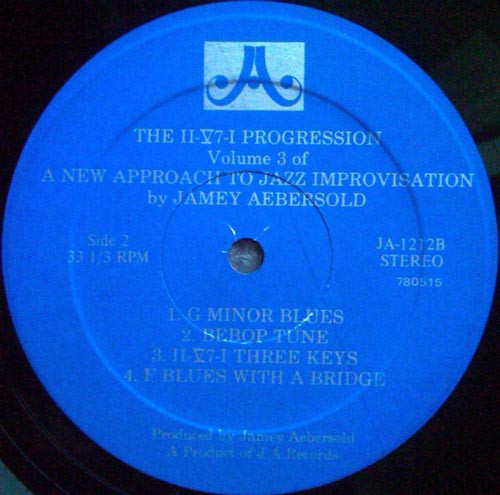 THE II-V7-I PROGRESSION
Volume 3 of
A NEW APPROACH TO JAZZ IMPROVISATION
by JAMEY AEBERSOLD
Side 2
33 1/3 RPM
JA-1212B
STEREO
780515
1. G MINOR BLUES
2. BEBOP TUNE
3. II-V7-I THREE KEYS
4. F BLUES WITH A BRIDGE
Produced by Jamey Aebersold
A Product of J A Records